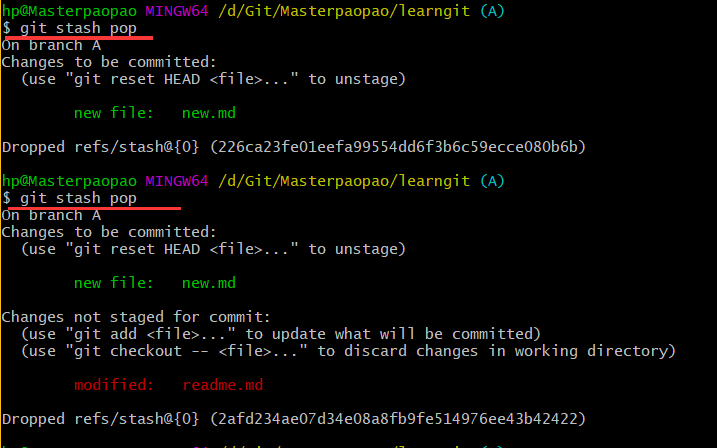 hp@Masterpaopao MINGW64 /d/Git/Masterpaopao/learngit (A)
$ git stash pop
On branch A
Changes to be committed:
  (use "git reset HEAD <file>..." to unstage)
        new file:   new.md
Dropped refs/stash@{0} (226ca23fe01eefa99554dd6f3b6c59ecce080b6b)
hp@Masterpaopao MINGW64 /d/Git/Masterpaopao/learngit (A)
$ git stash pop
On branch A
Changes to be committed:
  (use "git reset HEAD <file>..." to unstage)
        new file:   new.md
Changes not staged for commit:
  (use "git add <file>..." to update what will be committed)
  (use "git checkout -- <file>..." to discard changes in working directory)
        modified:   readme.md
Dropped refs/stash@{0} (2afd234ae07d34e08a8fb9fe514976ee43b42422)